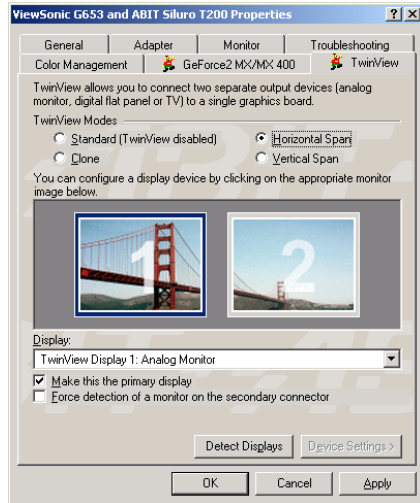 ViewSonic G653 and ABIT Siluro T200 Properties
General
Adapter
Monitor
Troubleshooting
Color Management
GeForce2 MX/MX 400
TwinView
TwinView allows you to connect two separate output devices (analog
monitor, digital flat panel or TV) to a single graphics board.
TwinView Modes
Standard (TwinView disabled)
Horizontal Span
Clone
Vertical Span
You can configure a display device by clicking on the appropriate monitor
image below.
1
2
Display:
TwinView Display 1: Analog Monitor
Make this the primary display
Force detection of a monitor on the secondary connector
Detect Displays
Device Settings >
OK
Cancel
Apply